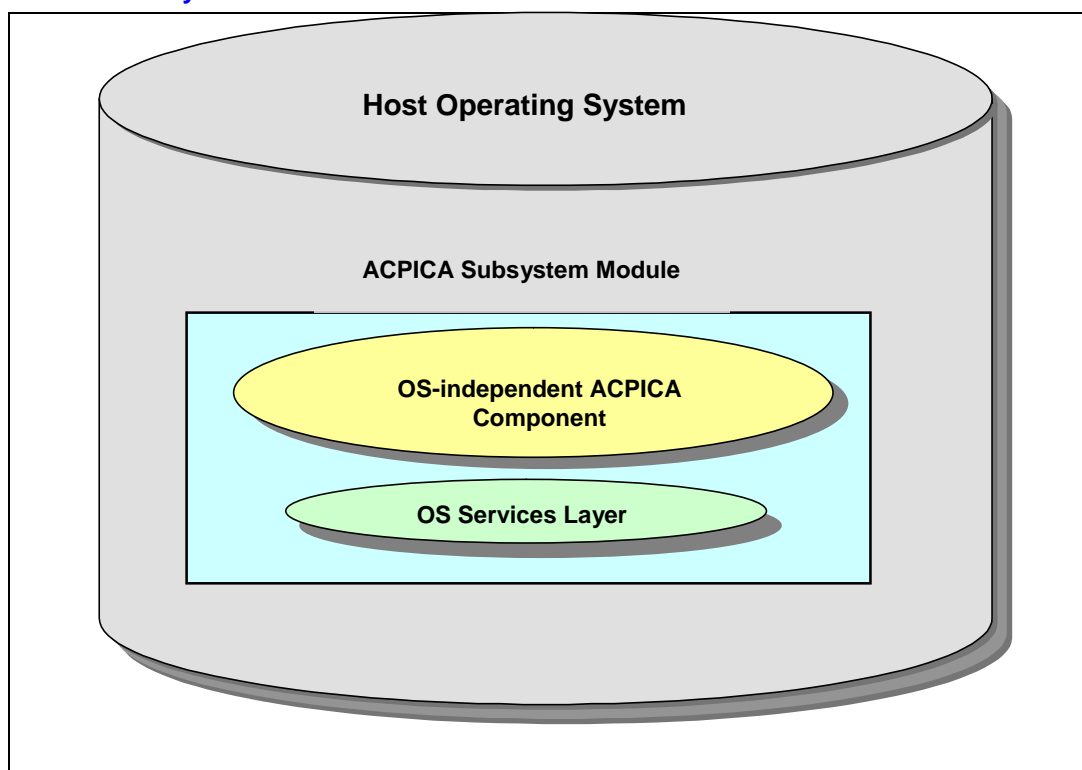 Host Operating System
ACPICA Subsystem Module
OS-independent ACPICA
Component
OS Services Layer